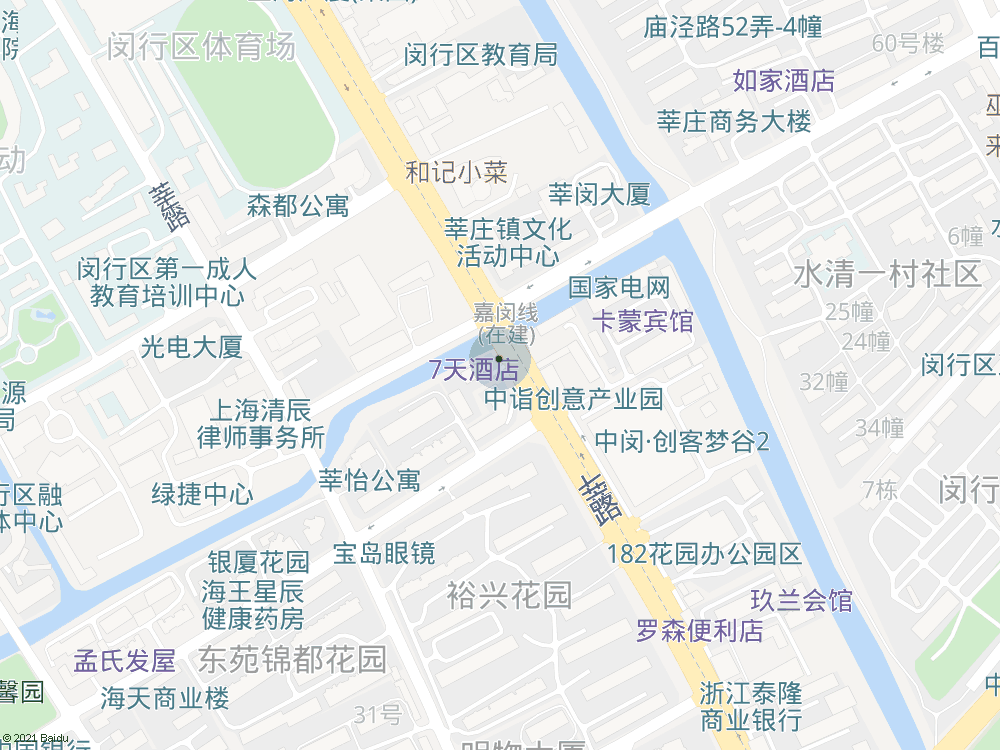 闵行区体育场
闵行区教育局
庙泾路52弄-4幢
60号楼
如家酒店
莘庄商务大楼
和记小菜
莘闵大厦
森都公寓
莘庄镇文化
活动中心
6幢
闵行区第一成人
教育培训中心
国家电网
水清一村社区
嘉闵线
(在建)
卡蒙宾馆
25幢
光电大厦
24幢
7天酒店
闵行区
32幢
中诣创意产业园
上海清辰
律师事务所
34幢
中闵·创客梦谷2
莘怡公寓
绿捷中心
7栋
闵行
行区融
体中心
宝岛眼镜
182花园办公园区
银厦花园
海王星辰
健康药房
裕兴花园
玖兰会馆
罗森便利店
孟氏发屋
东苑锦都花园
馨园
海天商业楼
浙江泰隆
商业银行
31号
© 2021 Baidu